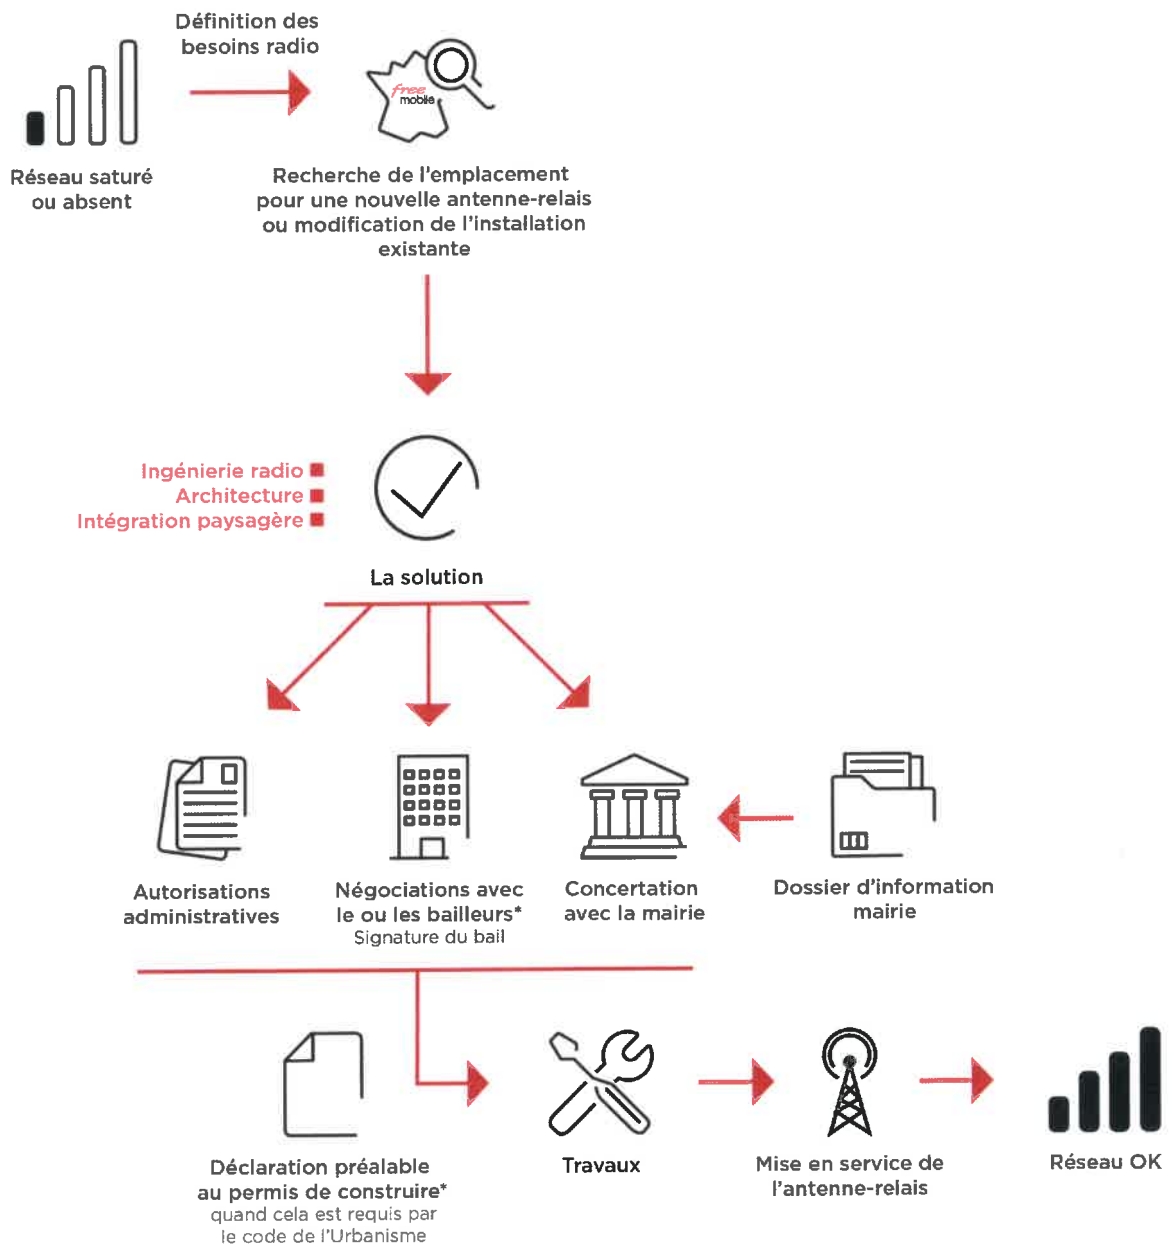 Définition des
besoins radio
free
mobile
Réseau saturé
ou absent
Recherche de l'emplacement
pour une nouvelle antenne-relais
ou modification de l'installation
existante
Ingénierie radio
Architecture
Intégration paysagère
La solution
Autorisations
administratives
Négociations avec
le ou les bailleurs*
Signature du bail
Concertation
avec la mairie
Dossier d'information
mairie
Déclaration préalable
au permis de construire*
quand cela est requis par
le code de l'Urbanisme
Travaux
Mise en service de
l'antenne-relais
Réseau OK